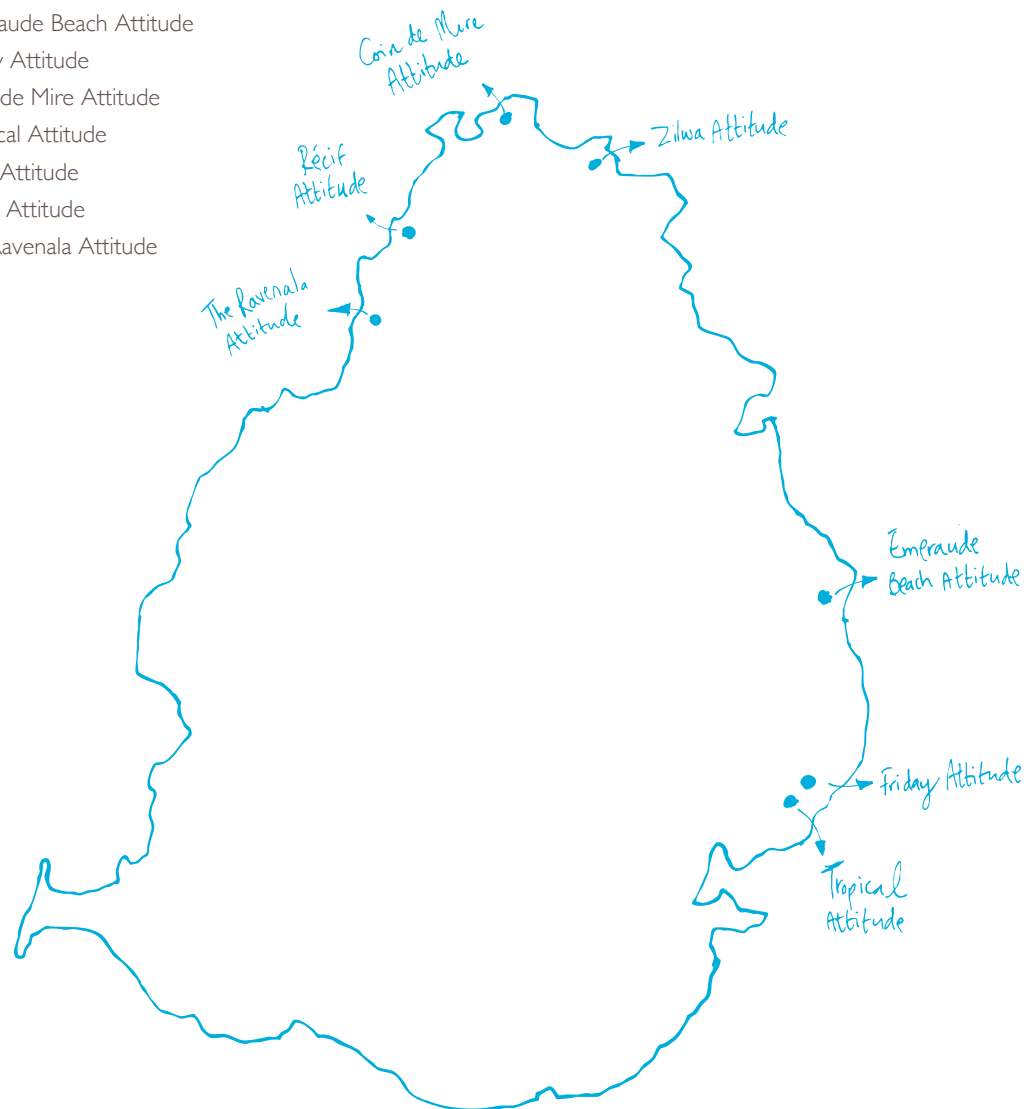 aude Beach Attitude
Attitude
de Mire Attitude
cal Attitude
Attitude
Attitude
avenala Attitude
Coin de Mire
Attitude
Zilwa Attitude
Récif
Attitude
The Ravenala
Attitude
Emeraude
Beach Attitude
Friday Attitude
Tropical
Attitude